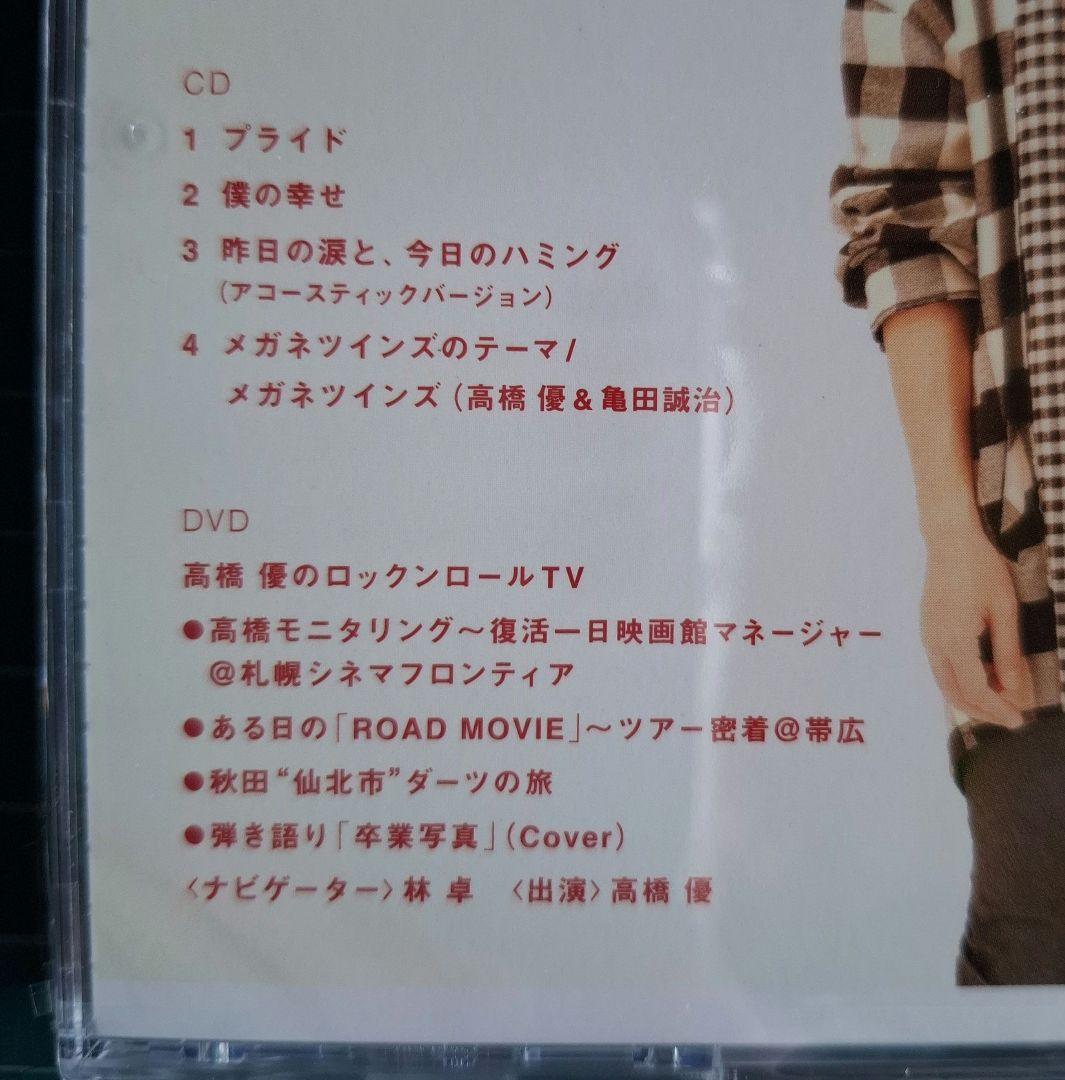 CD
1 プライド
2 僕の幸せ
3 昨日の涙と、今日のハミング
(アコースティックバージョン)
4 メガネツインズのテーマ/
メガネツインズ (高橋 優&亀田誠治)
DVD
高橋 優のロックンロールTV
●高橋モニタリング〜復活一日映画館マネージャー
@札幌シネマフロンティア
●ある日の「ROAD MOVIE」〜ツアー密着@帯広
●秋田“仙北市”ダーツの旅
●弾き語り「卒業写真」(Cover)
〈ナビゲーター〉林 卓 〈出演〉高橋 優